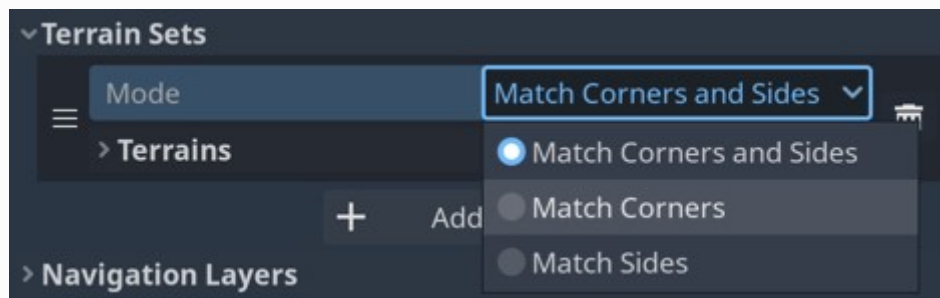 Terrain Sets
Mode
Match Corners and Sides
Terrains
Match Corners and Sides
Add
Match Corners
Navigation Layers
Match Sides